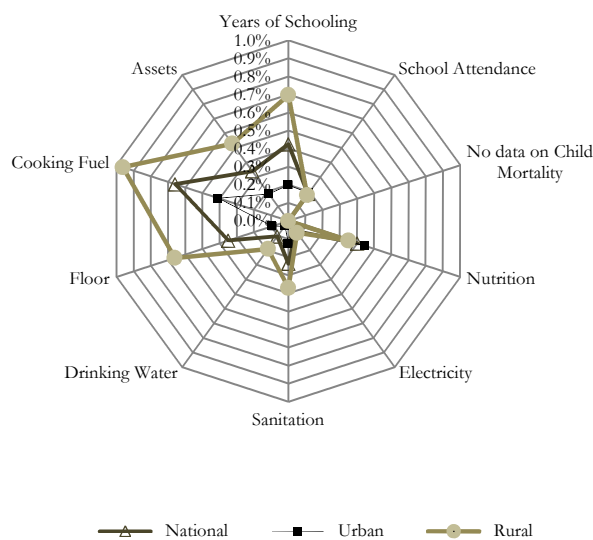 Years of Schooling
1.0%
0.9%
0.8%
0.7%
0.6%
0.5%
0.4%
0.3%
0.2%
0.1%
0.0%
School Attendance
No data on Child
Mortality
Nutrition
Electricity
Sanitation
Drinking Water
Floor
Cooking Fuel
Assets
National
Urban
Rural